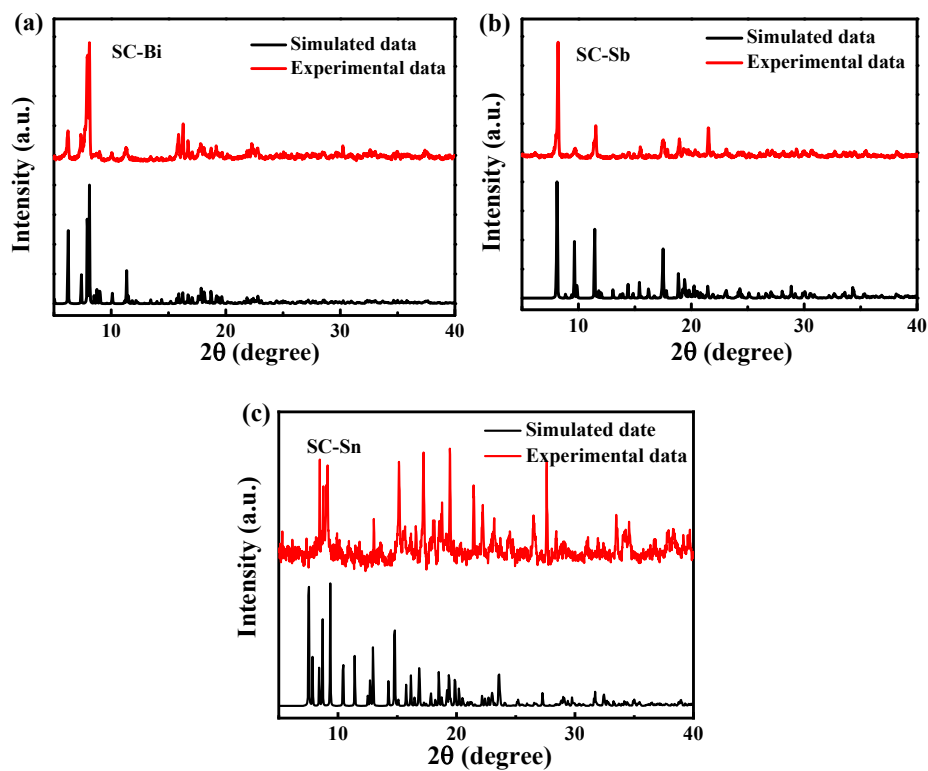 (a)
SC-Bi
Simulated data
Experimental data
Intensity (a.u.)
10 20 30 40
2θ (degree)
(b)
SC-Sb
Simulated data
Experimental data
Intensity (a.u.)
10 20 30 40
2θ (degree)
(c)
SC-Sn
Simulated date
Experimental data
Intensity (a.u.)
10 20 30 40
2θ (degree)